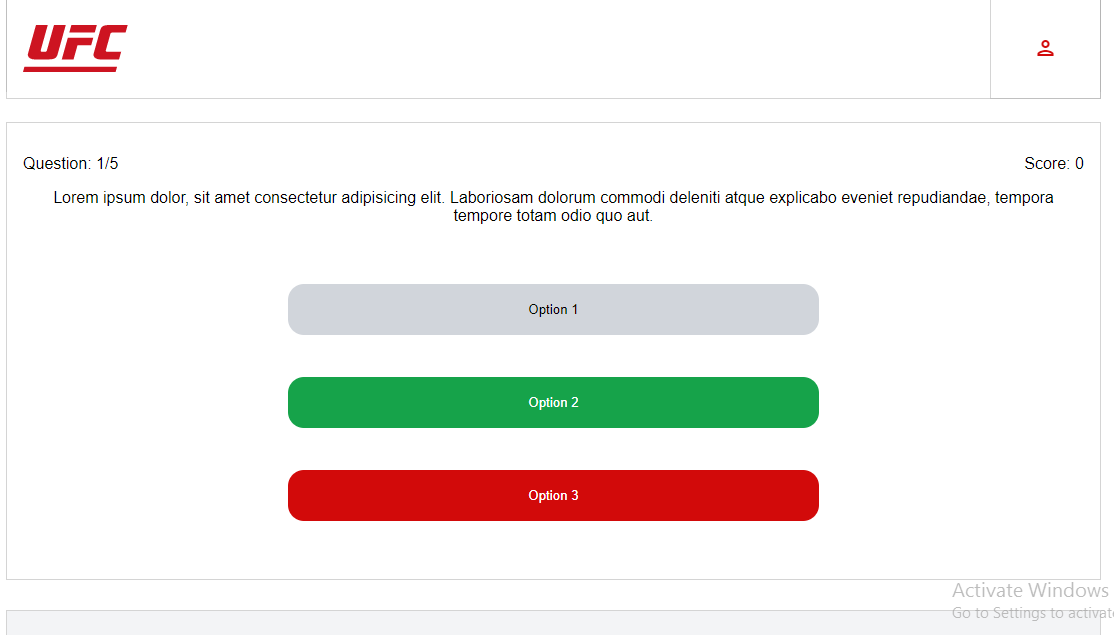 UFC
Question: 1/5
Score: 0
Lorem ipsum dolor, sit amet consectetur adipisicing elit. Laboriosam dolorum commodi deleniti atque explicabo eveniet repudiandae, tempora
tempore totam odio quo aut.
Option 1
Option 2
Option 3
Activate Windows
Go to Settings to activate